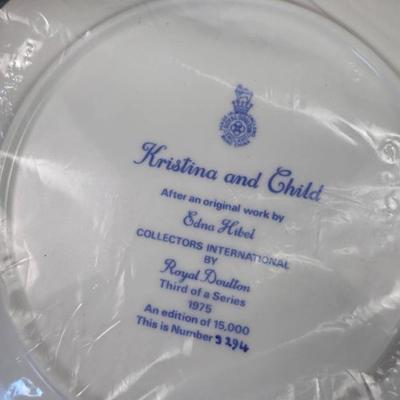 Kristina and Child
After an original work by
Edna Hibel
COLLECTORS INTERNATIONAL
BY
Royal Doulton
Third of a Series
1975
An edition of 15,000
This is Number 9294